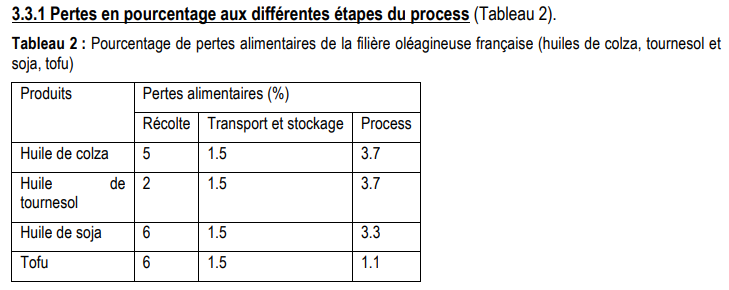 3.3.1 Pertes en pourcentage aux différentes étapes du process (Tableau 2).
Tableau 2 : Pourcentage de pertes alimentaires de la filière oléagineuse française (huiles de colza, tournesol et
soja, tofu)
Produits Pertes alimentaires (%)
Récolte Transport et stockage Process
Huile de colza 5 1.5 3.7
Huile de 2 1.5 3.7
tournesol
Huile de soja 6 1.5 3.3
Tofu 6 1.5 1.1